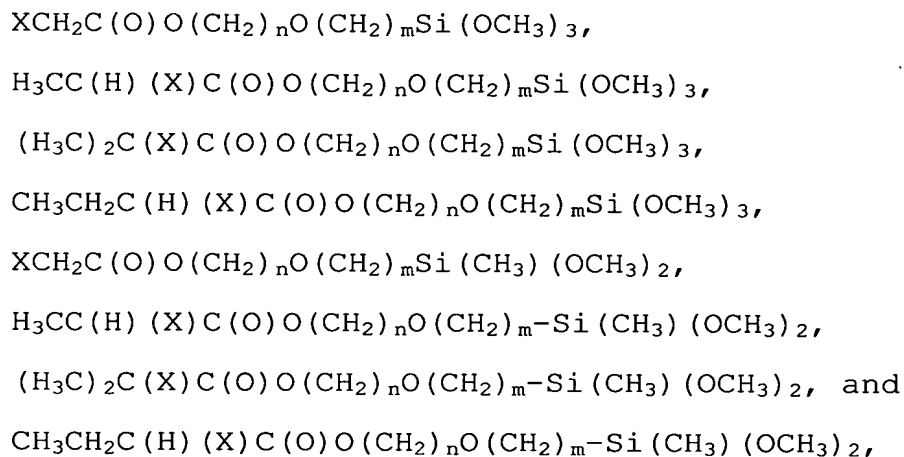 XCH₂C(O)O(CH₂)ₙO(CH₂)ₘSi(OCH₃)₃,
H₃CC(H)(X)C(O)O(CH₂)ₙO(CH₂)ₘSi(OCH₃)₃,
(H₃C)₂C(X)C(O)O(CH₂)ₙO(CH₂)ₘSi(OCH₃)₃,
CH₃CH₂C(H)(X)C(O)O(CH₂)ₙO(CH₂)ₘSi(OCH₃)₃,
XCH₂C(O)O(CH₂)ₙO(CH₂)ₘSi(CH₃)(OCH₃)₂,
H₃CC(H)(X)C(O)O(CH₂)ₙO(CH₂)ₘ-Si(CH₃)(OCH₃)₂,
(H₃C)₂C(X)C(O)O(CH₂)ₙO(CH₂)ₘ-Si(CH₃)(OCH₃)₂, and
CH₃CH₂C(H)(X)C(O)O(CH₂)ₙO(CH₂)ₘ-Si(CH₃)(OCH₃)₂,